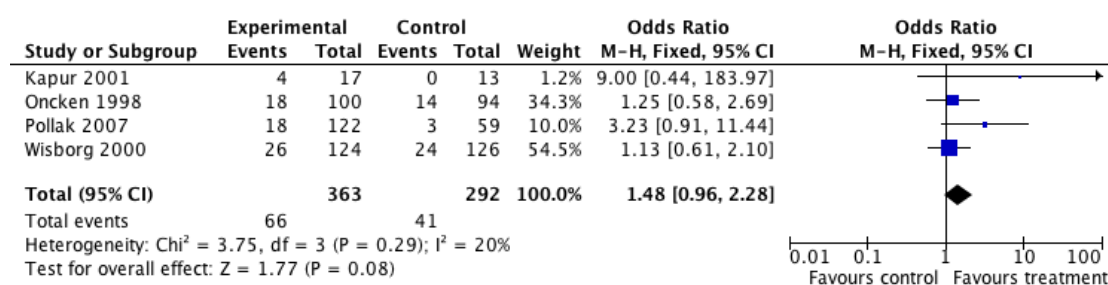 Experimental Control Odds Ratio Odds Ratio
Study or Subgroup Events Total Events Total Weight M-H, Fixed, 95% CI M-H, Fixed, 95% CI
Kapur 2001 4 17 0 13 1.2% 9.00 [0.44, 183.97]
Oncken 1998 18 100 14 94 34.3% 1.25 [0.58, 2.69]
Pollak 2007 18 122 3 59 10.0% 3.23 [0.91, 11.44]
Wisborg 2000 26 124 24 126 54.5% 1.13 [0.61, 2.10]
Total (95% CI) 363 292 100.0% 1.48 [0.96, 2.28]
Total events 66 41
Heterogeneity: Chi² = 3.75, df = 3 (P = 0.29); I² = 20%
Test for overall effect: Z = 1.77 (P = 0.08)
0.01 0.1 1 10 100
Favours control Favours treatment